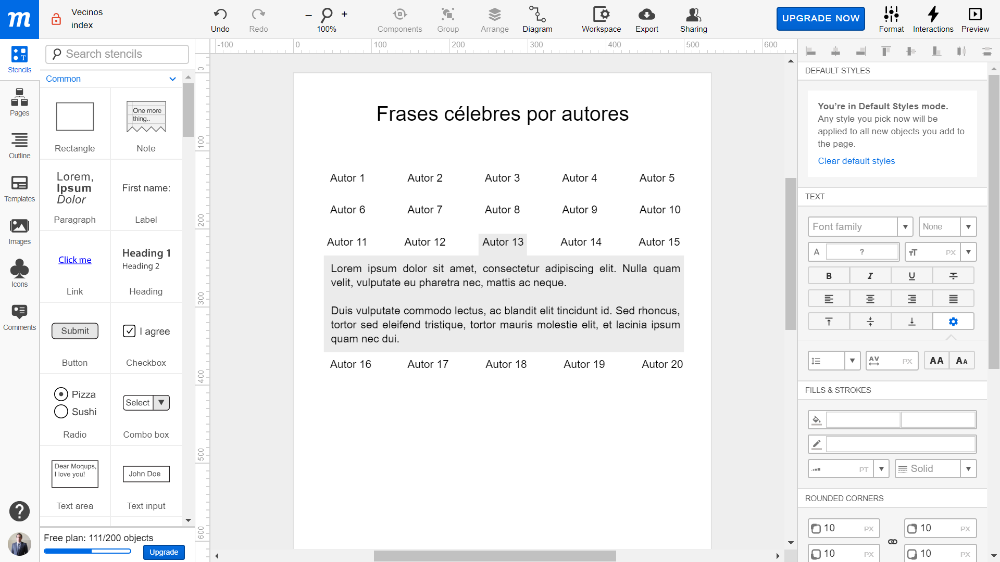 m
Vecinos
index
Undo
Redo
100%
Components
Group
Arrange
Diagram
Workspace
Export
Sharing
UPGRADE NOW
Format
Interactions
Preview
Stencils
Pages
Outline
Templates
Images
Icons
Comments
Search stencils
Common
Rectangle
One more
thing..
Note
Lorem,
Ipsum
Dolor
Paragraph
First name:
Label
Click me
Link
Heading 1
Heading 2
Heading
Submit
Button
I agree
Checkbox
Pizza
Sushi
Radio
Select
Combo box
Dear Moqups,
I love you!
Text area
John Doe
Text input
Free plan: 111/200 objects
Upgrade
-100 0 100 200 300 400 500 600
0
100
200
300
400
500
600
Frases célebres por autores
Autor 1 Autor 2 Autor 3 Autor 4 Autor 5
Autor 6 Autor 7 Autor 8 Autor 9 Autor 10
Autor 11 Autor 12 Autor 13 Autor 14 Autor 15
Lorem ipsum dolor sit amet, consectetur adipiscing elit. Nulla quam
velit, vulputate eu pharetra nec, mattis ac neque.
Duis vulputate commodo lectus, ac blandit elit tincidunt id. Sed rhoncus,
tortor sed eleifend tristique, tortor mauris molestie elit, et lacinia ipsum
quam nec dui.
Autor 16 Autor 17 Autor 18 Autor 19 Autor 20
DEFAULT STYLES
You’re in Default Styles mode.
Any style you pick now will be
applied to all new objects you add to
the page.
Clear default styles
TEXT
Font family
None
A ?
TT PX
B I U T
AV PX
AA AA
FILLS & STROKES
PT
Solid
ROUNDED CORNERS
10 PX 10 PX
10 PX 10 PX